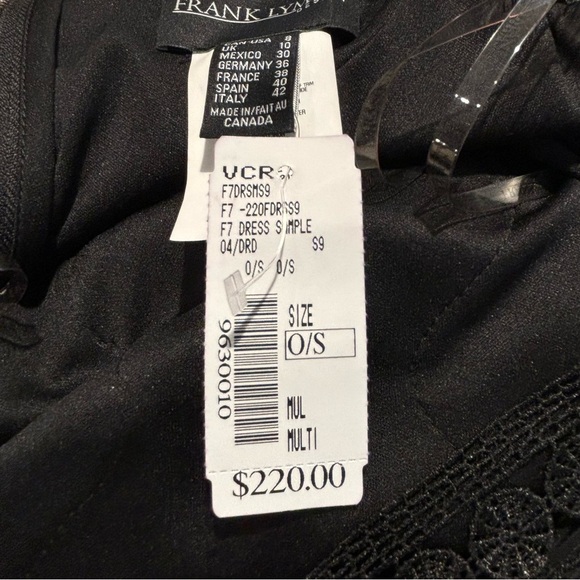 FRANK LYMAN
CAN-USA 8
UK 10
MEXICO 30
GERMANY 36
FRANCE 38
SPAIN 40
ITALY 42
MADE IN/FAIT AU
CANADA
VCR
F7DRSMS9
F7 -220FDRSS9
F7 DRESS SAMPLE
04/DRD S9
O/S O/S
9630010
SIZE
O/S
MUL
MULTI
$220.00